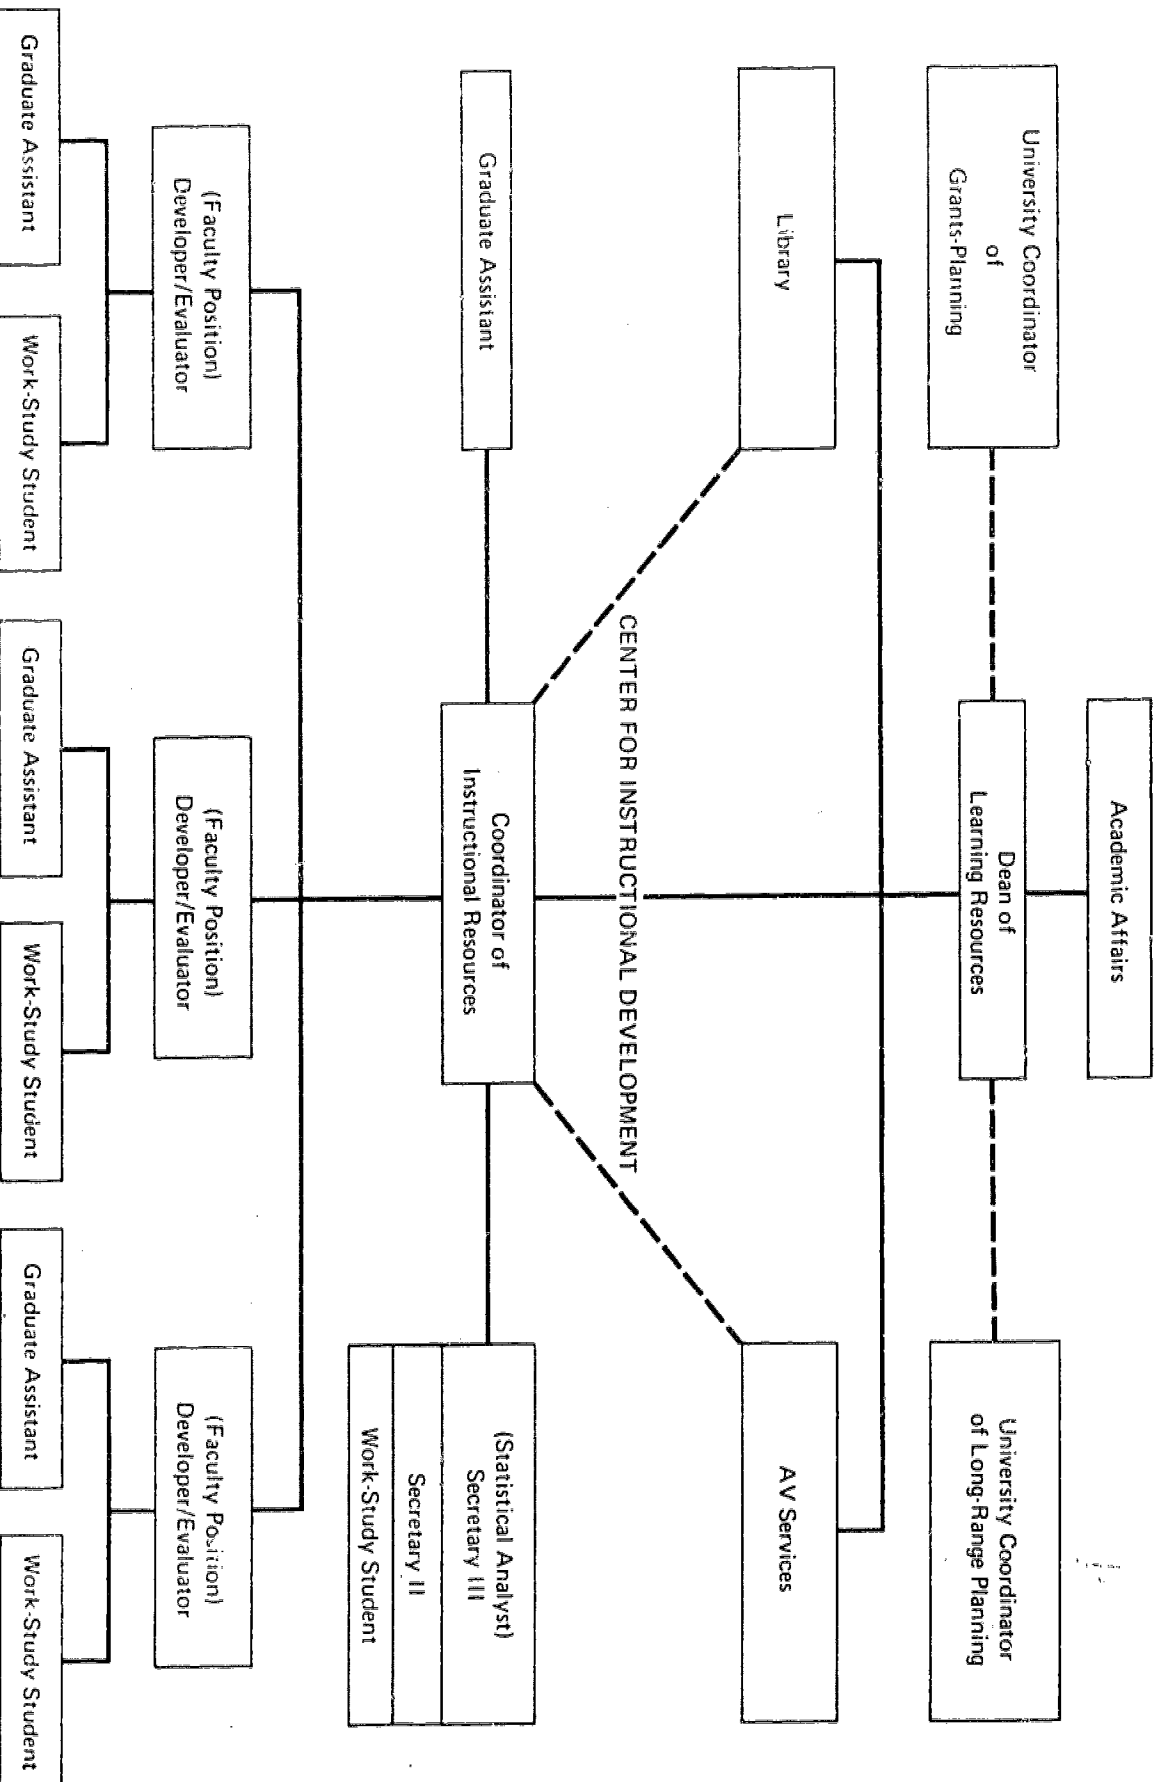 Academic Affairs
University Coordinator
of
Grants-Planning
Dean of
Learning Resources
University Coordinator
of Long-Range Planning
Library
AV Services
CENTER FOR INSTRUCTIONAL DEVELOPMENT
Graduate Assistant
Coordinator of
Instructional Resources
(Statistical Analyst)
Secretary III
Secretary II
Work-Study Student
(Faculty Position)
Developer/Evaluator
(Faculty Position)
Developer/Evaluator
(Faculty Position)
Developer/Evaluator
Graduate Assistant
Work-Study Student
Graduate Assistant
Work-Study Student
Graduate Assistant
Work-Study Student